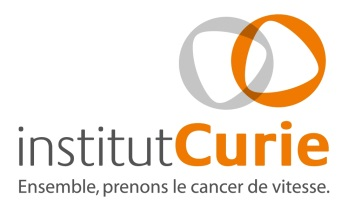 institutCurie
Ensemble, prenons le cancer de vitesse.